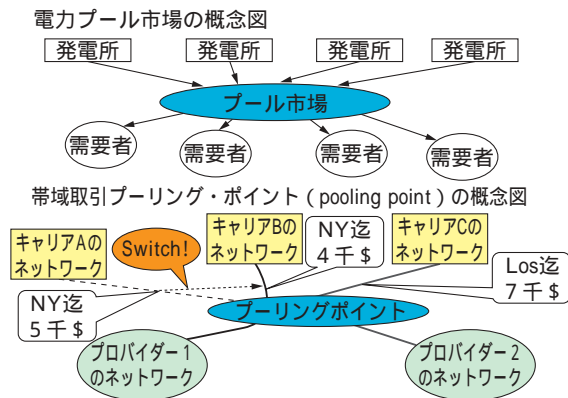 電力プール市場の概念図
発電所 発電所 発電所 発電所
プール市場
需要者 需要者 需要者 需要者
帯域取引プーリング・ポイント（pooling point）の概念図
キャリアAの
ネットワーク
Switch!
キャリアBの
ネットワーク
NY迄
4千＄
キャリアCの
ネットワーク
Los迄
7千＄
NY迄
5千＄
プーリングポイント
プロバイダー1
のネットワーク
プロバイダー2
のネットワーク